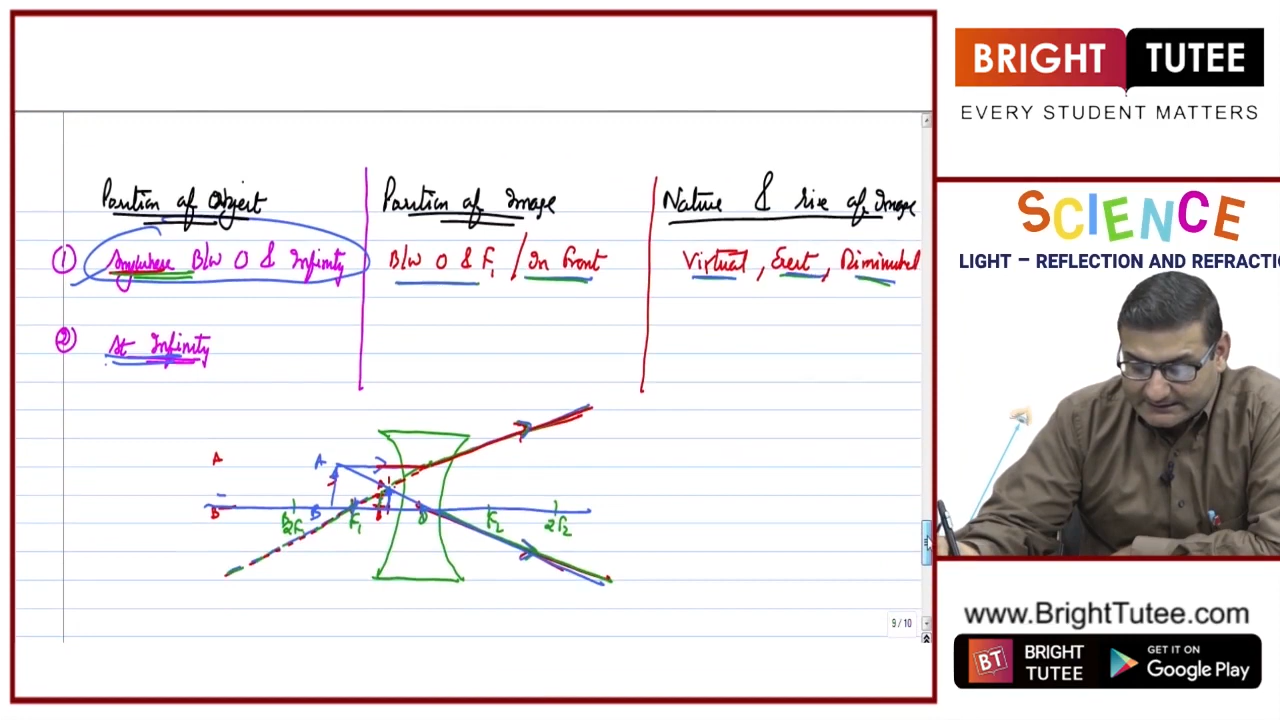 BRIGHT TUTEE
EVERY STUDENT MATTERS
Position of Object
Position of Image
Nature & size of Image
SCIENCE
LIGHT – REFLECTION AND REFRACTI
① Anywhere B/w O & Infinity
B/w O & F₁ / In Front
Virtual, Erect, Diminished
② At Infinity
A
A
B
2F₁
B
F₁
O
F₂
2F₂
9 / 10
www.BrightTutee.com
BT
BRIGHT TUTEE
GET IT ON
Google Play